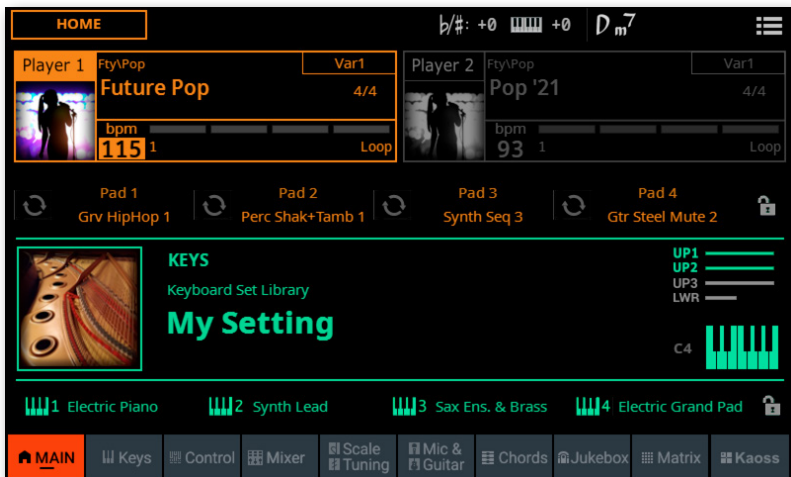 HOME
♭/#: +0 +0 D m7
Player 1 Fty\Pop Var1
Future Pop 4/4
bpm
115 1 Loop
Player 2 Fty\Pop Var1
Pop '21 4/4
bpm
93 1 Loop
Pad 1
Grv HipHop 1
Pad 2
Perc Shak+Tamb 1
Pad 3
Synth Seq 3
Pad 4
Gtr Steel Mute 2
KEYS
Keyboard Set Library
My Setting
UP1
UP2
UP3
LWR
C4
1 Electric Piano
2 Synth Lead
3 Sax Ens. & Brass
4 Electric Grand Pad
MAIN
Keys
Control
Mixer
Scale
Tuning
Mic &
Guitar
Chords
Jukebox
Matrix
Kaoss